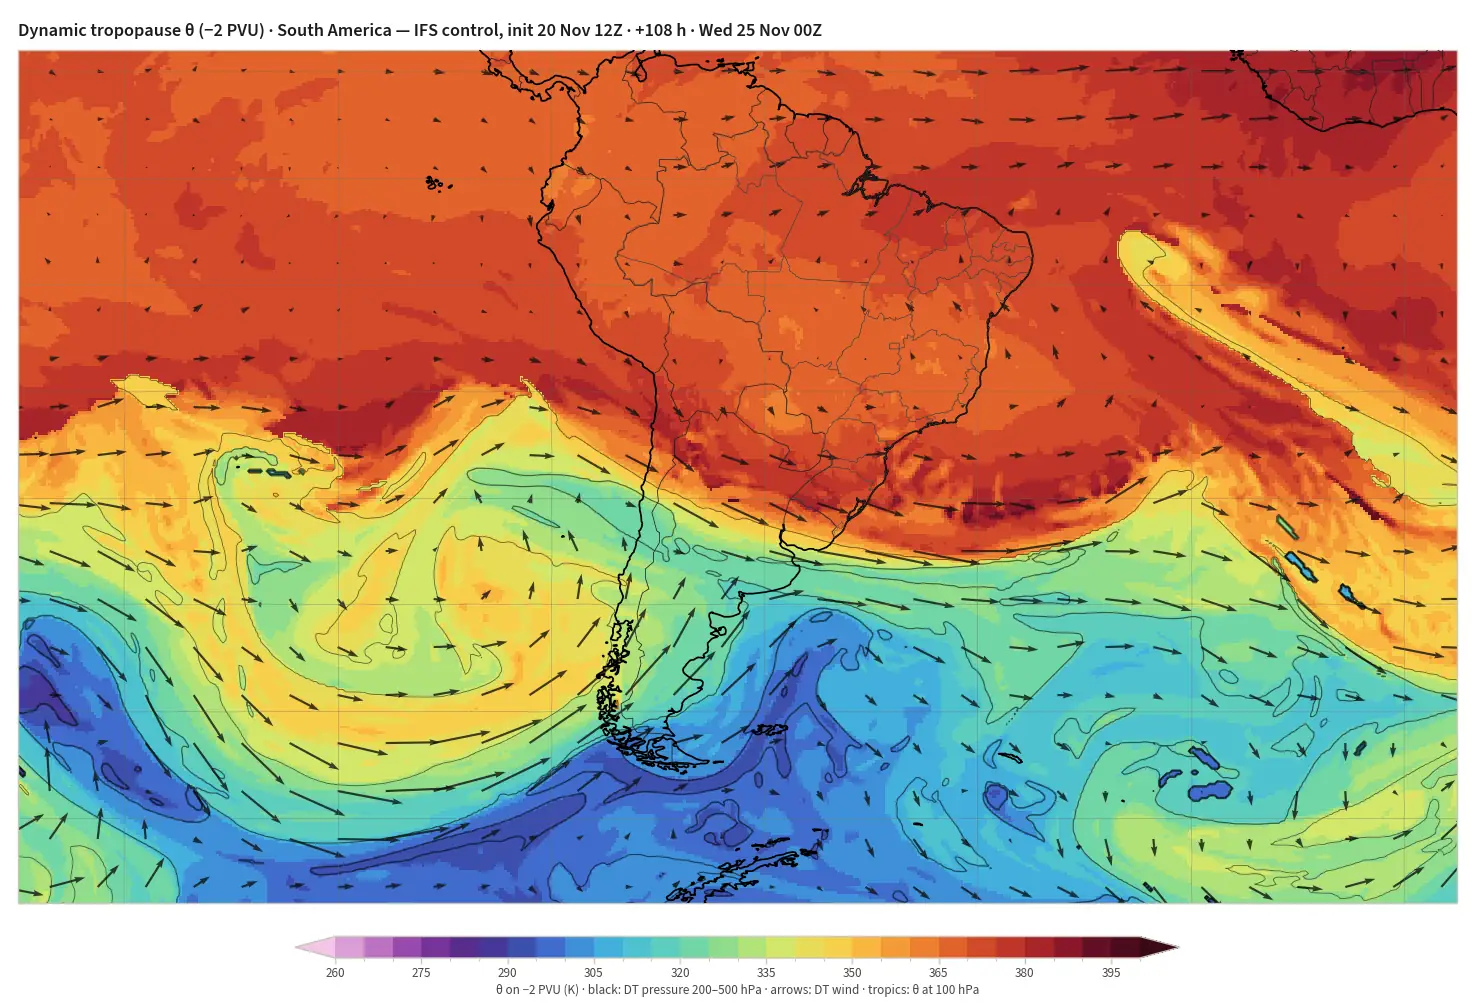 Dynamic tropopause θ (−2 PVU) · South America — IFS control, init 20 Nov 12Z · +108 h · Wed 25 Nov 00Z
260 275 290 305 320 335 350 365 380 395
θ on −2 PVU (K) · black: DT pressure 200–500 hPa · arrows: DT wind · tropics: θ at 100 hPa